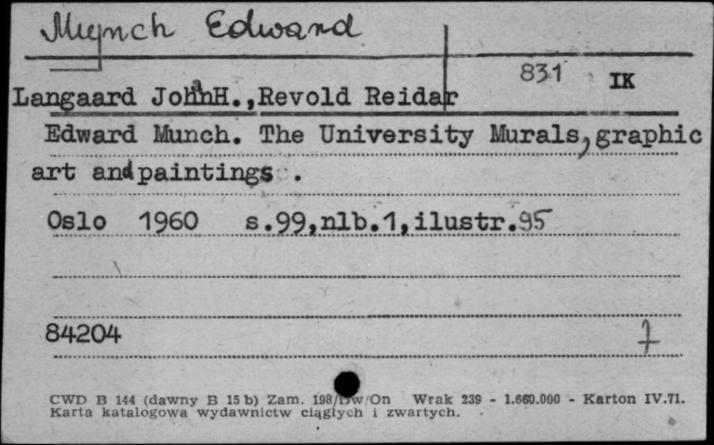 Munch Edward
831 IK
Langaard JohanH.,Revold Reidar
Edward Munch. The University Murals,graphic
art and paintings .
Oslo 1960 s.99,nlb.1,ilustr.95
84204
CWD B 144 (dawny B 15 b) Zam. 198/Dw/On Wrak 239 - 1.660.000 - Karton IV.71.
Karta katalogowa wydawnictw ciągłych i zwartych.